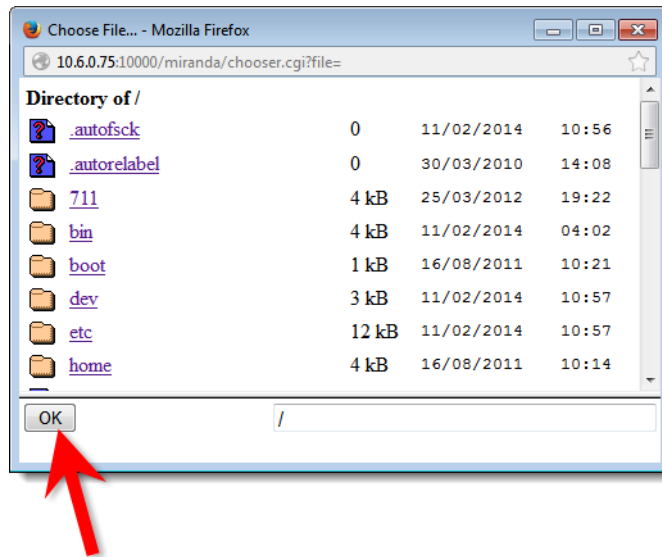 Choose File... - Mozilla Firefox
10.6.0.75:10000/miranda/chooser.cgi?file=
Directory of /
.autofsck 0 11/02/2014 10:56
.autorelabel 0 30/03/2010 14:08
711 4 kB 25/03/2012 19:22
bin 4 kB 11/02/2014 04:02
boot 1 kB 16/08/2011 10:21
dev 3 kB 11/02/2014 10:57
etc 12 kB 11/02/2014 10:57
home 4 kB 16/08/2011 10:14
OK /